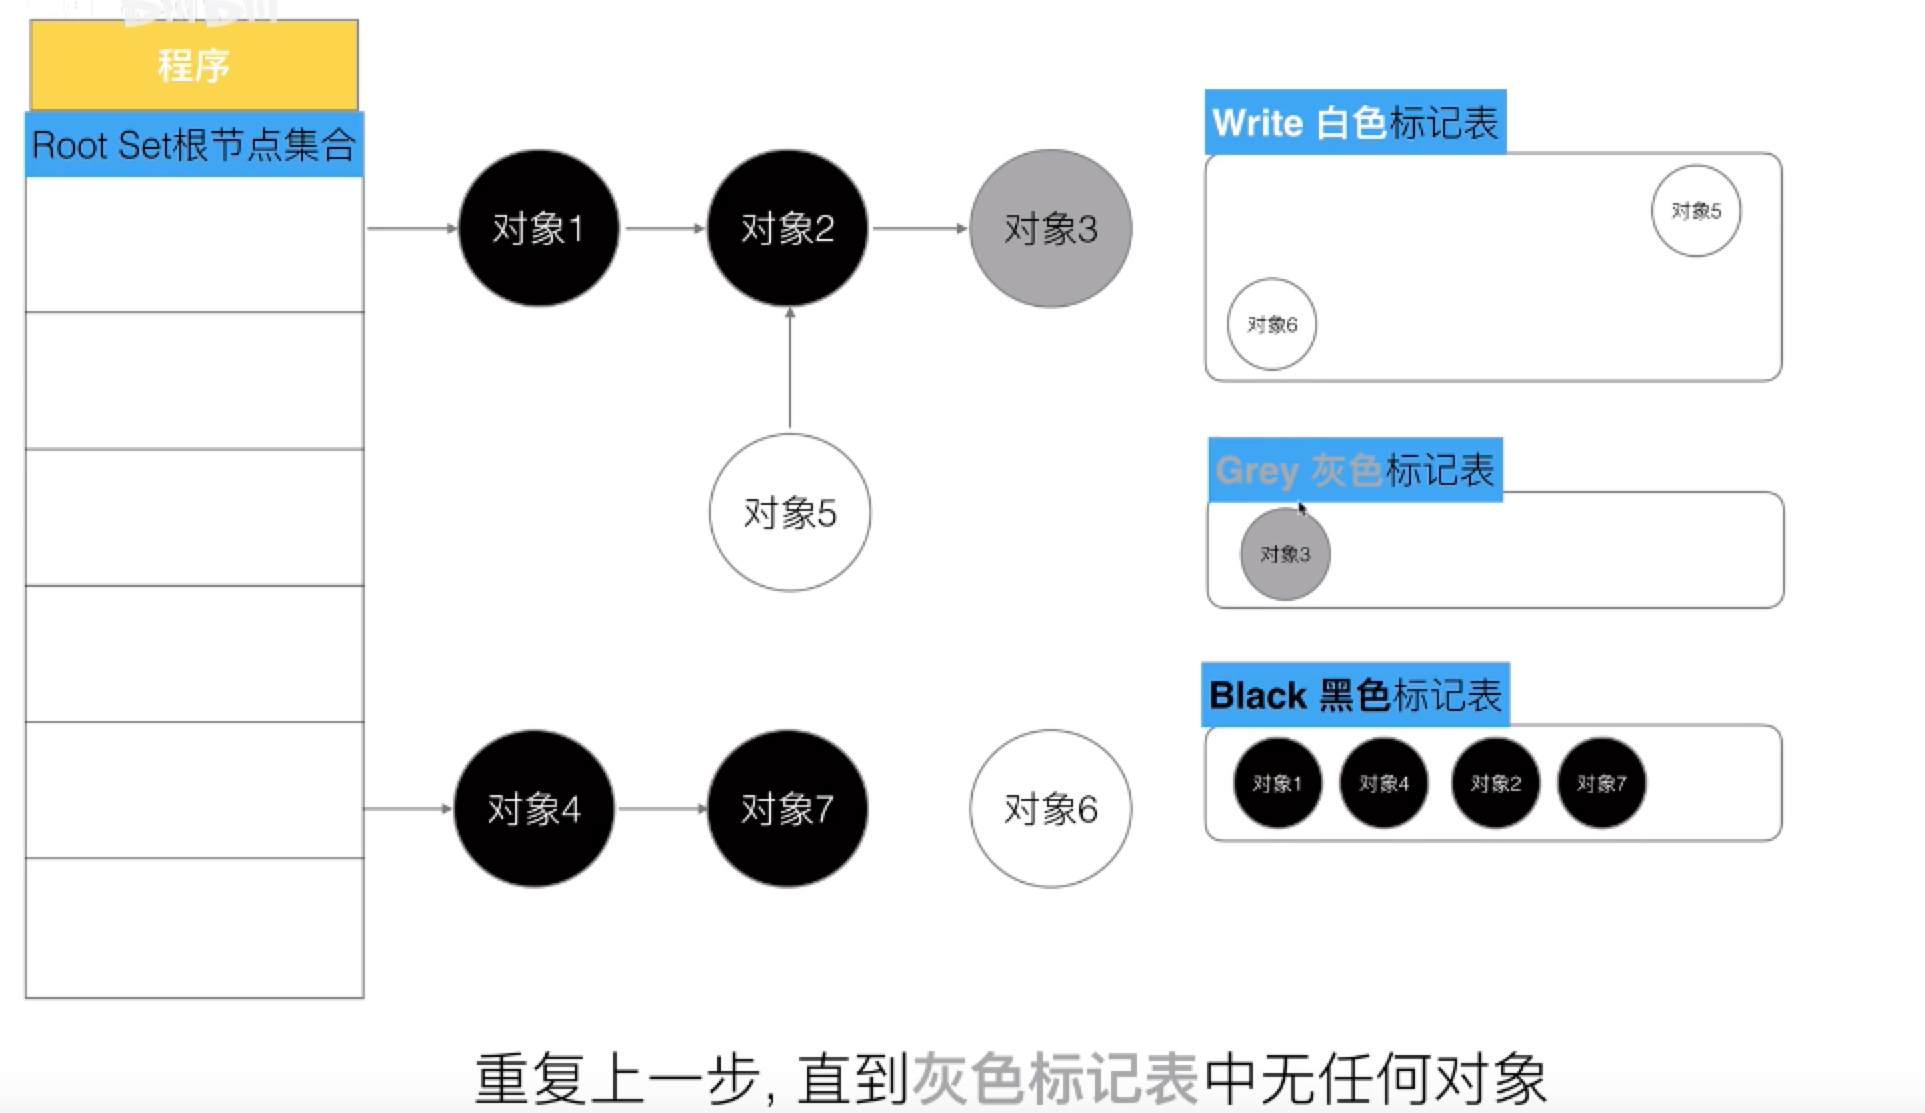 程序
Root Set根节点集合
对象1
对象2
对象3
对象5
对象4
对象7
对象6
Write 白色标记表
对象5
对象6
Grey 灰色标记表
对象3
Black 黑色标记表
对象1
对象4
对象2
对象7
重复上一步, 直到灰色标记表中无任何对象